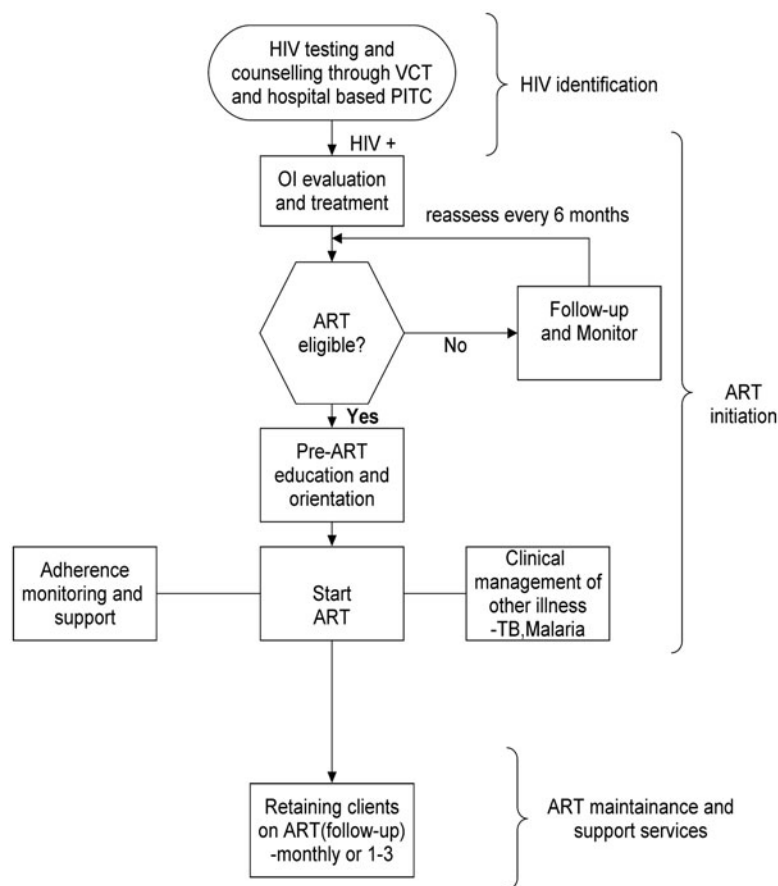 HIV testing and
counselling through VCT
and hospital based PITC
HIV identification
HIV +
OI evaluation
and treatment
reassess every 6 months
ART
eligible?
No
Follow-up
and Monitor
Yes
ART
initiation
Pre-ART
education and
orientation
Adherence
monitoring and
support
Start
ART
Clinical
management of
other illness
-TB,Malaria
Retaining clients
on ART(follow-up)
-monthly or 1-3
ART maintainance and
support services